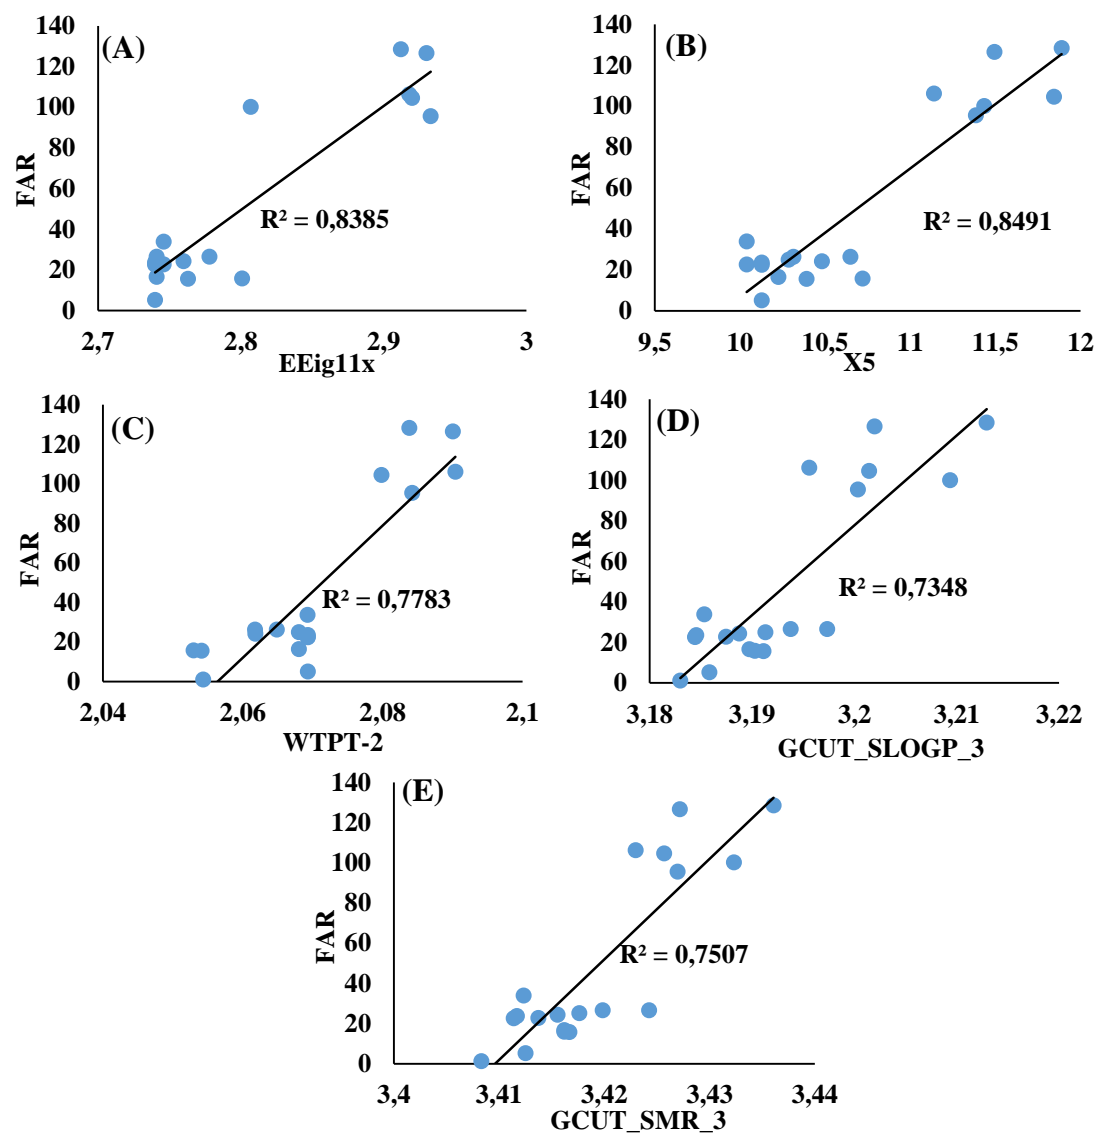 (A)
140
120
100
80
60
40
20
0
FAR
R² = 0,8385
2,7 2,8 2,9 3
EEig11x
(B)
140
120
100
80
60
40
20
0
FAR
R² = 0,8491
9,5 10 10,5 11 11,5 12
X5
(C)
140
120
100
80
60
40
20
0
FAR
R² = 0,7783
2,04 2,06 2,08 2,1
WTPT-2
(D)
140
120
100
80
60
40
20
0
FAR
R² = 0,7348
3,18 3,19 3,2 3,21 3,22
GCUT_SLOGP_3
(E)
140
120
100
80
60
40
20
0
FAR
R² = 0,7507
3,4 3,41 3,42 3,43 3,44
GCUT_SMR_3